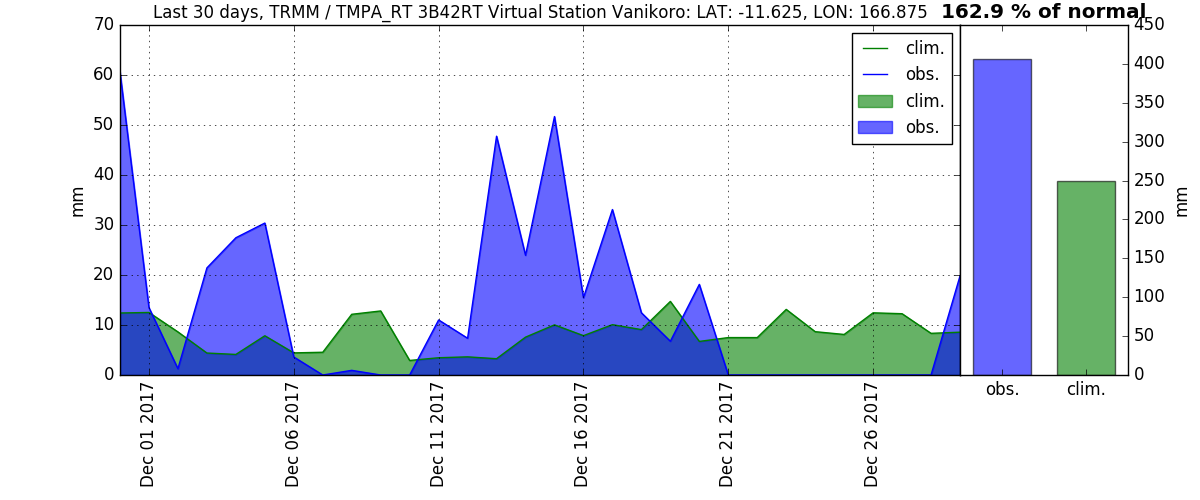 Last 30 days, TRMM / TMPA_RT 3B42RT Virtual Station Vanikoro: LAT: -11.625, LON: 166.875 162.9 % of normal
70
60
50
40
30
20
10
0
mm
clim.
obs.
clim.
obs.
Dec 01 2017
Dec 06 2017
Dec 11 2017
Dec 16 2017
Dec 21 2017
Dec 26 2017
450
400
350
300
250
200
150
100
50
0
mm
obs. clim.